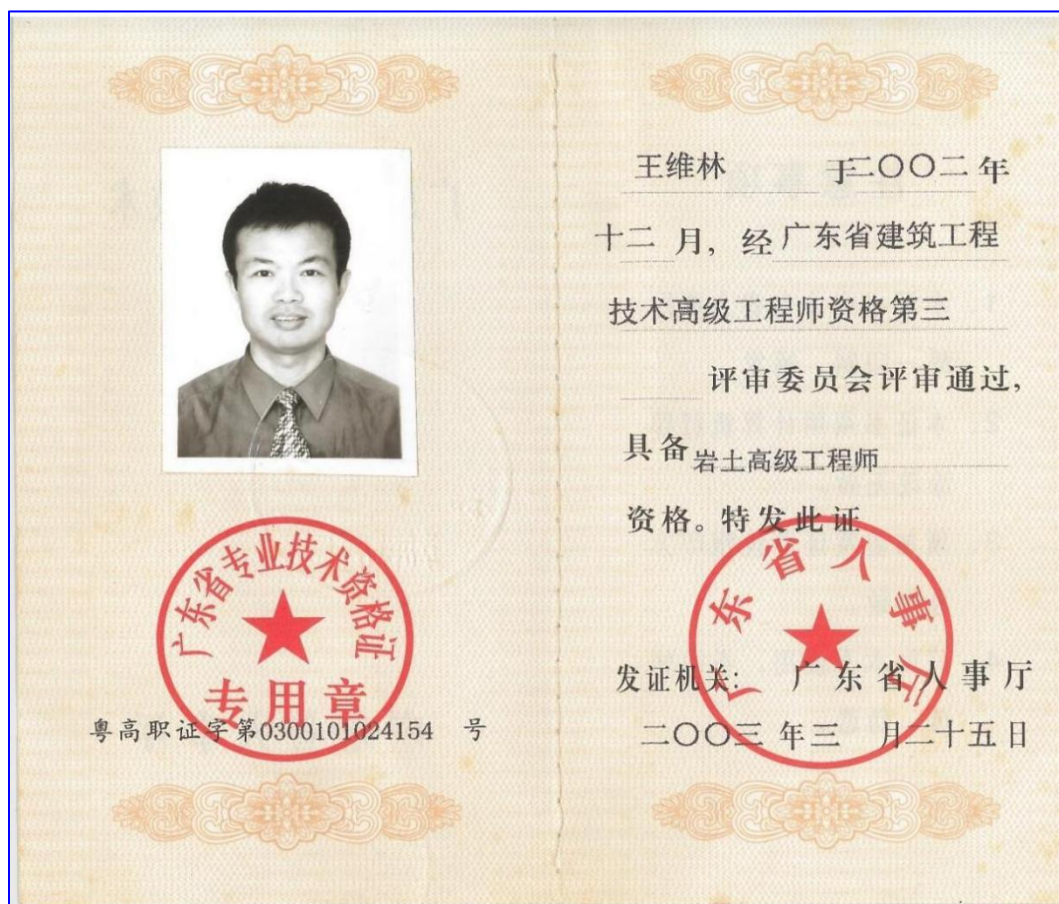 广东省专业技术资格证
专用章
粤高职证字第0300101024154 号
王维林 于二〇〇二年
十二月，经广东省建筑工程
技术高级工程师资格第三
评审委员会评审通过，
具备岩土高级工程师
资格。特发此证
广东省人事厅
发证机关：广东省人事厅
二〇〇三年三 月二十五日